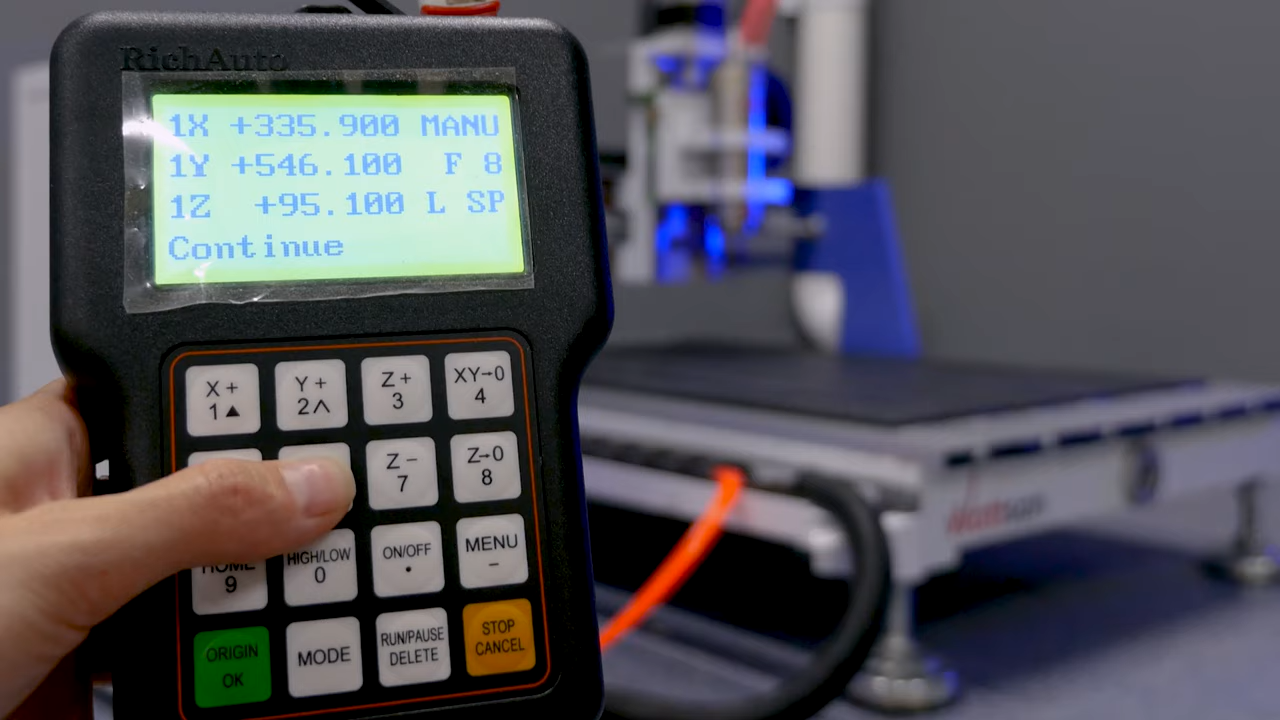 RichAuto
1X +335.900 MANU
1Y +546.100 F 8
1Z +95.100 L SP
Continue
X+ 1▲
Y+ 2∧
Z+ 3
XY→0 4
Z− 7
Z→0 8
HOME 9
HIGH/LOW 0
ON/OFF •
MENU −
ORIGIN OK
MODE
RUN/PAUSE DELETE
STOP CANCEL